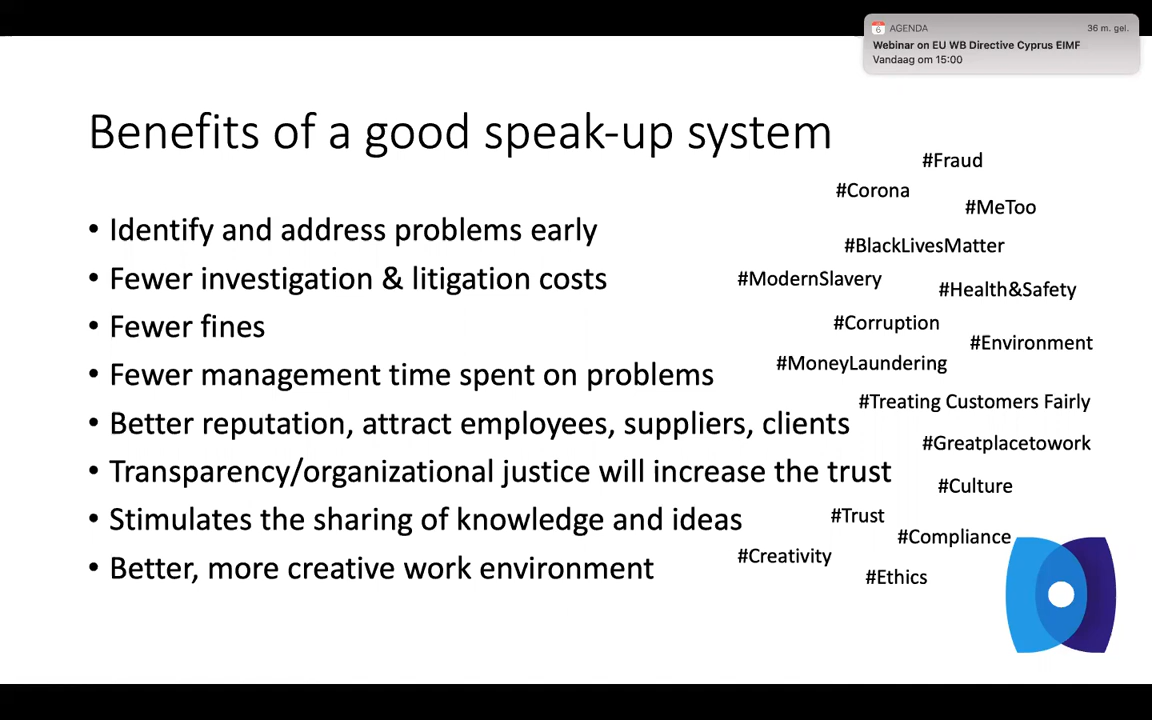 6 AGENDA 36 m. gel.
Webinar on EU WB Directive Cyprus EIMF
Vandaag om 15:00
Benefits of a good speak-up system
• Identify and address problems early
• Fewer investigation & litigation costs
• Fewer fines
• Fewer management time spent on problems
• Better reputation, attract employees, suppliers, clients
• Transparency/organizational justice will increase the trust
• Stimulates the sharing of knowledge and ideas
• Better, more creative work environment
#Fraud
#Corona
#MeToo
#BlackLivesMatter
#ModernSlavery
#Health&Safety
#Corruption
#Environment
#MoneyLaundering
#Treating Customers Fairly
#Greatplacetowork
#Culture
#Trust
#Compliance
#Creativity
#Ethics